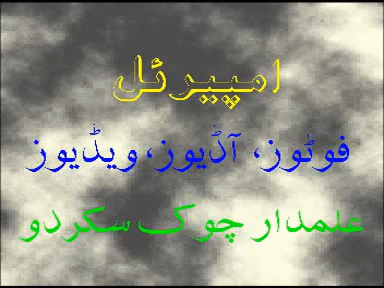 امپیرئل
فوٹوز، آڈیوز، ویڈیوز
علمدار چوک سکردو